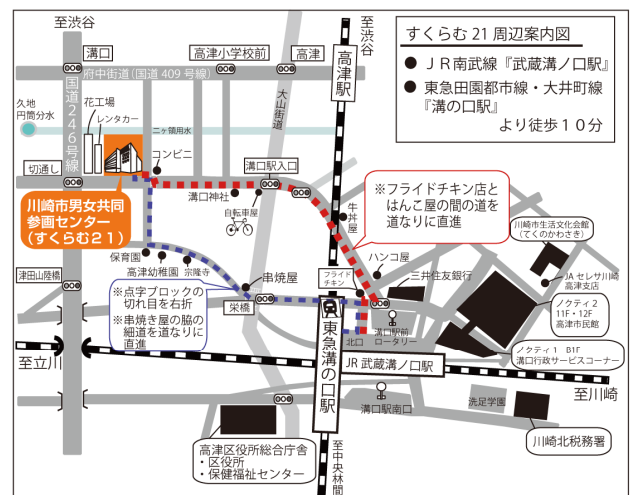 至渋谷
溝口
高津小学校前
高津
至渋谷
高津駅
府中街道(国道 409 号線)
国道246号線
大山街道
久地
円筒分水
花工場
レンタカー
二ヶ領用水
コンビニ
切通し
溝口駅入口
溝口神社
自転車屋
牛丼屋
川崎市男女共同
参画センター
(すくらむ21)
すくらむ 21 周辺案内図
● ＪＲ南武線『武蔵溝ノ口駅』
● 東急田園都市線・大井町線
『溝の口駅』
より徒歩１０分
※フライドチキン店と
はんこ屋の間の道を
道なりに直進
保育園
高津幼稚園
宗隆寺
津田山陸橋
※点字ブロックの
切れ目を右折
※串焼き屋の脇の
細道を道なりに
直進
串焼屋
栄橋
フライド
チキン
ハンコ屋
三井住友銀行
川崎市生活文化会館
(てくのかわさき)
JA セレサ川崎
高津支店
ノクティ２
11F・12F
高津市民館
ノクティ１ B1F
溝口行政サービスコーナー
溝口駅前
ロータリー
北口
東急溝の口駅
JR 武蔵溝ノ口駅
至立川
至川崎
溝口駅南口
洗足学園
川崎北税務署
高津区役所総合庁舎
・区役所
・保健福祉センター
至中央林間